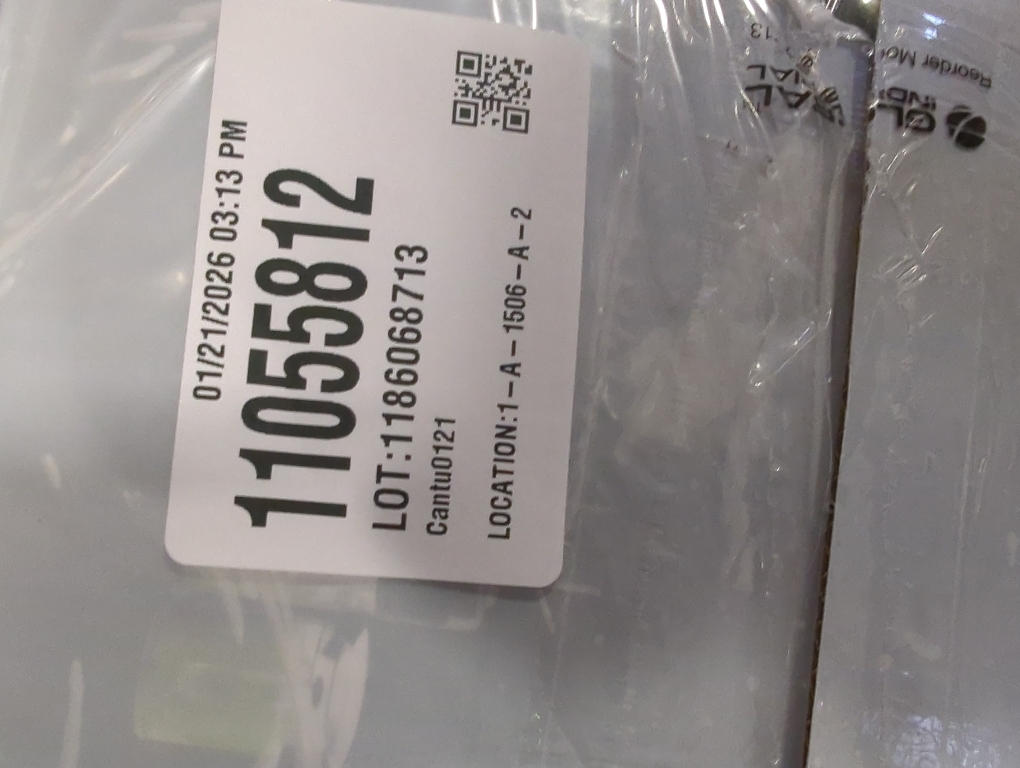 01/21/2026 03:13 PM
11055812
LOT:1186068713
Cantu0121
LOCATION:1-A-1506-A-2
Reorder